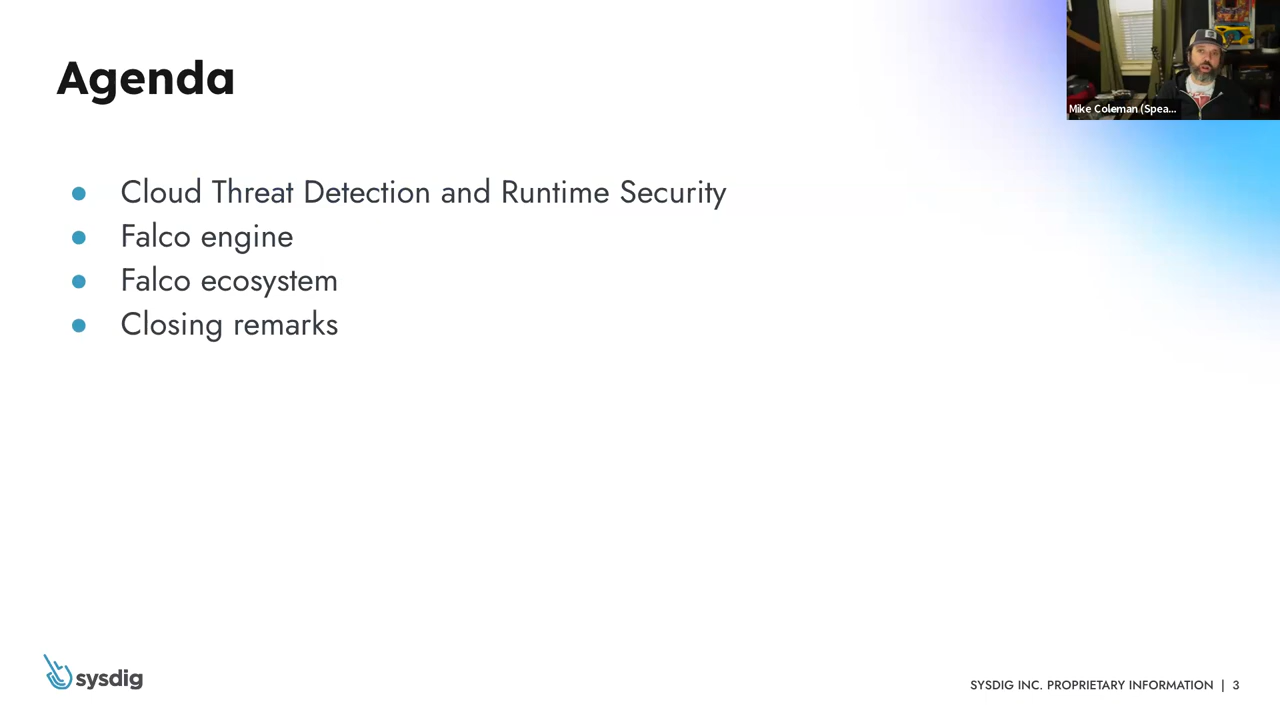 Agenda
Mike Coleman (Spea...
● Cloud Threat Detection and Runtime Security
● Falco engine
● Falco ecosystem
● Closing remarks
sysdig
SYSDIG INC. PROPRIETARY INFORMATION | 3